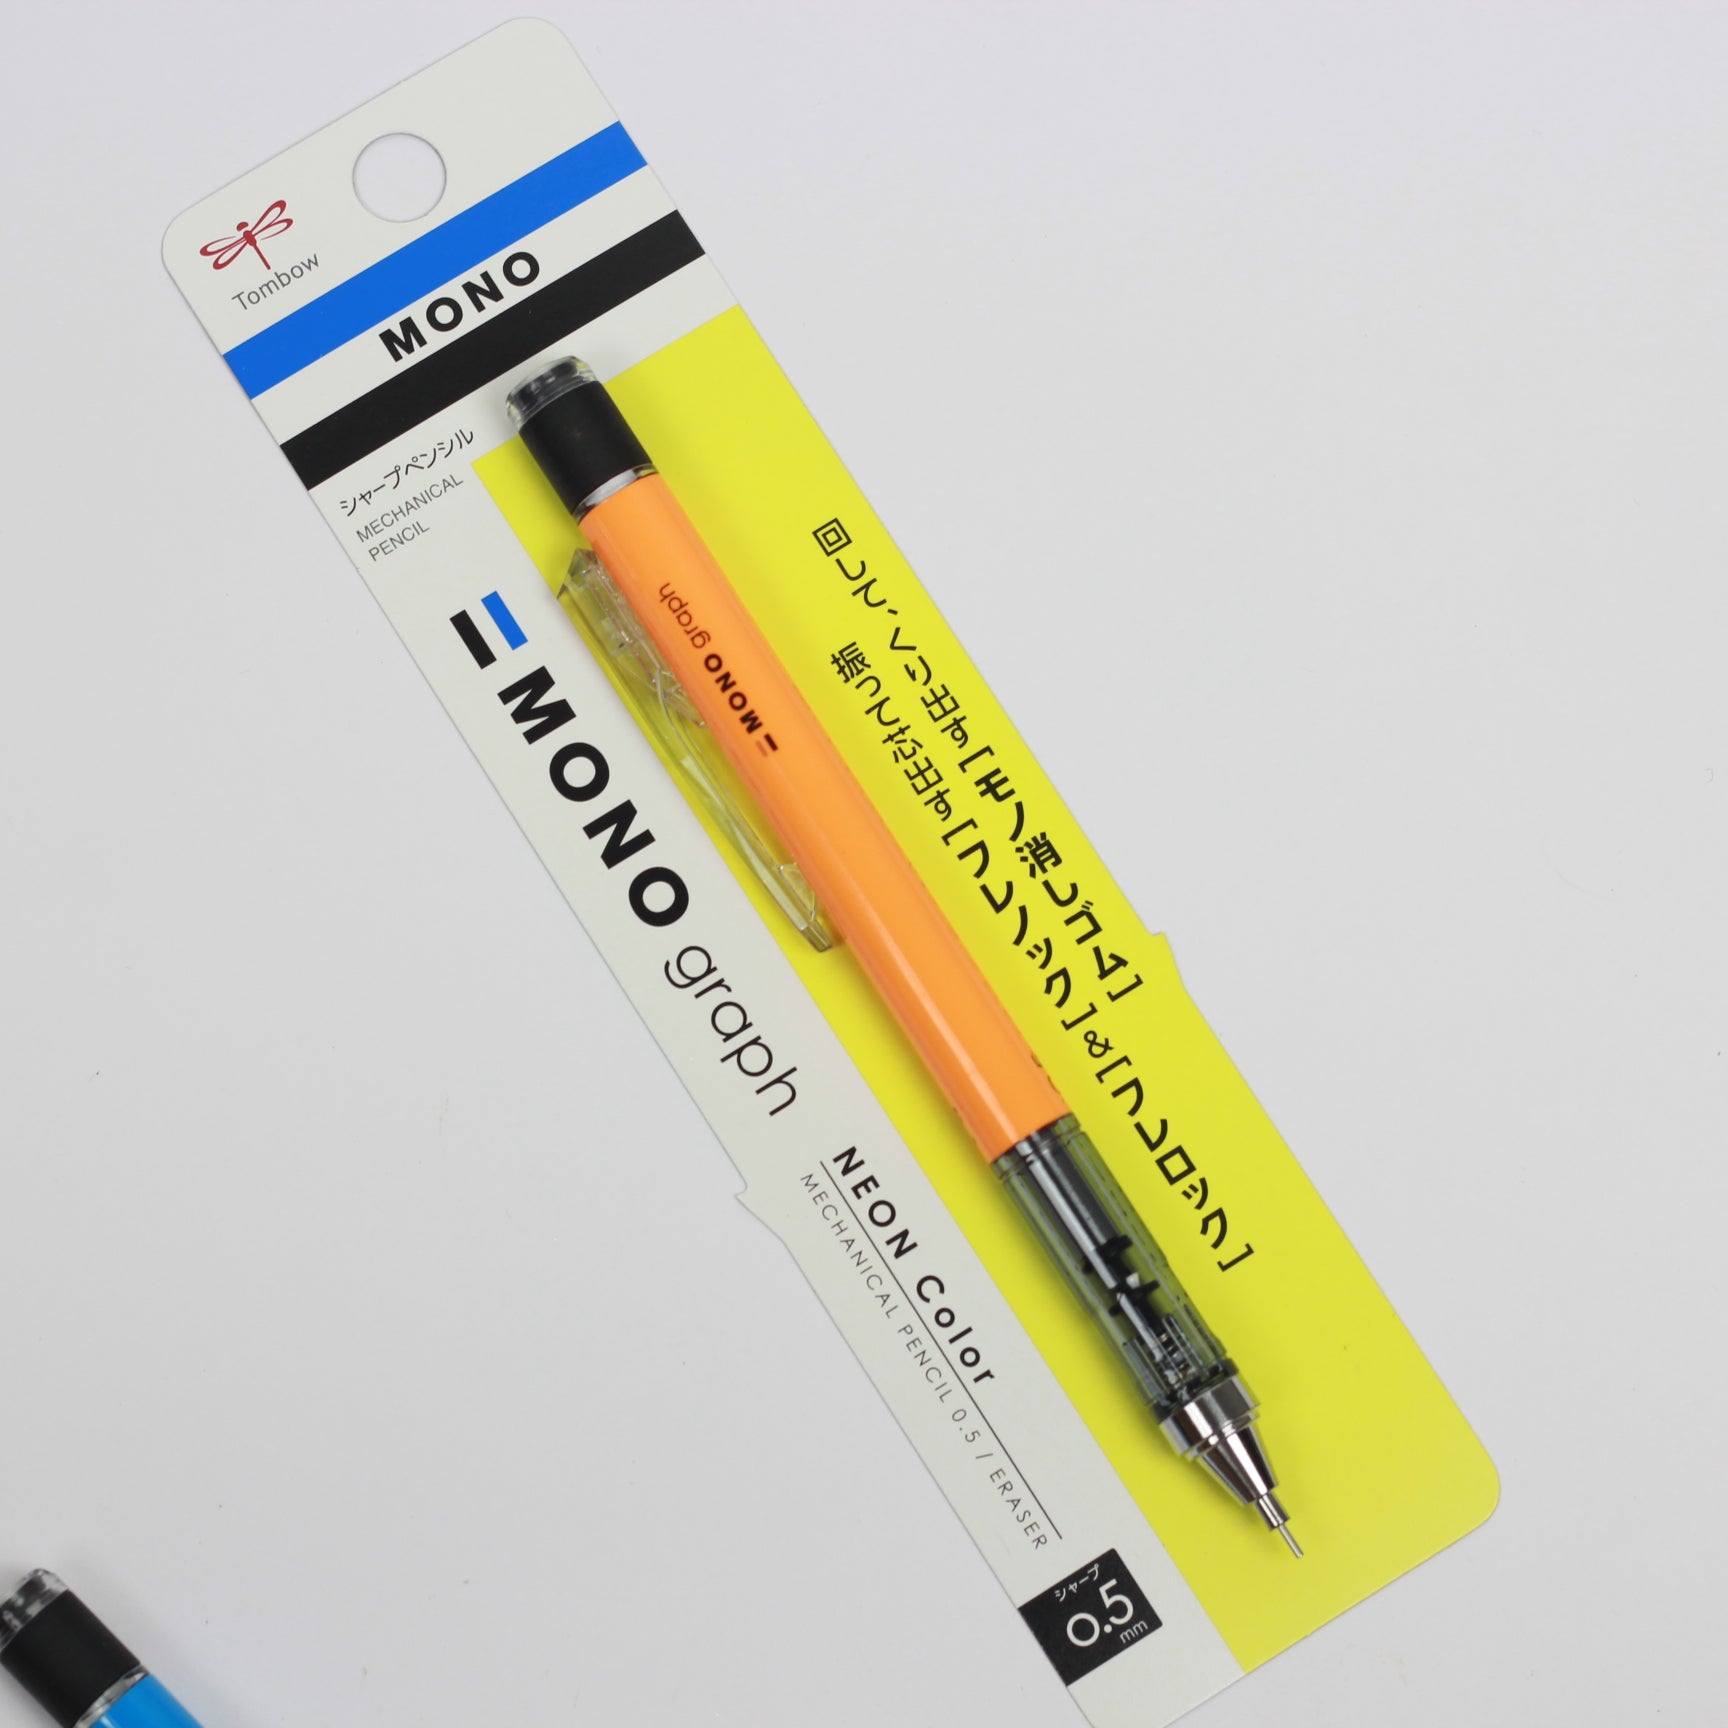 Tombow
MONO
シャープペンシル
MECHANICAL
PENCIL
MONO graph
MONO graph
回して、くり出す[モノ消しゴム]
振って芯出す[フレノック]&[フレロック]
NEON Color
MECHANICAL PENCIL 0.5 / ERASER
シャープ
0.5
mm